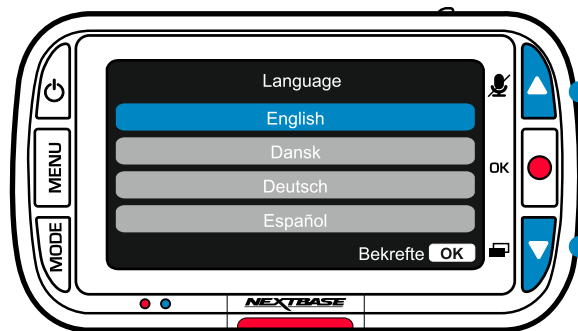 Language
English
Dansk
Deutsch
Español
Bekrefte OK
MENU
MODE
OK
NEXTBASE